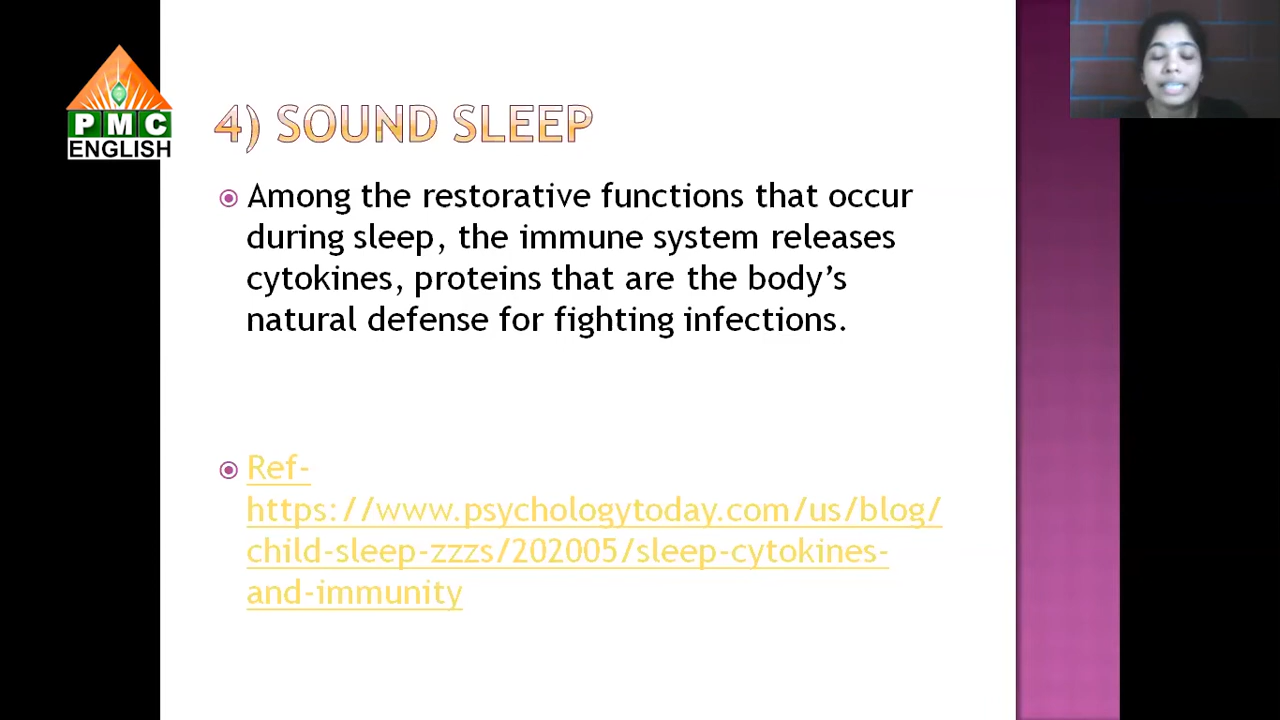 PMC
ENGLISH
4) SOUND SLEEP
Among the restorative functions that occur
during sleep, the immune system releases
cytokines, proteins that are the body’s
natural defense for fighting infections.
Ref-
https://www.psychologytoday.com/us/blog/
child-sleep-zzzs/202005/sleep-cytokines-
and-immunity